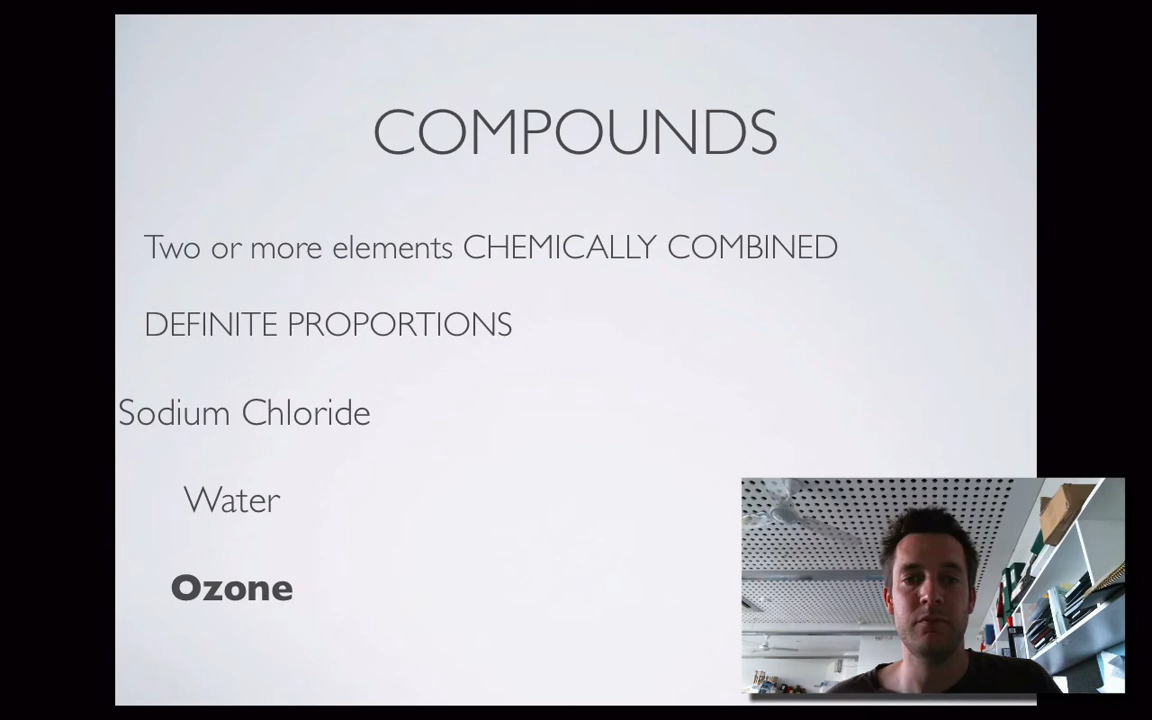 COMPOUNDS
Two or more elements CHEMICALLY COMBINED
DEFINITE PROPORTIONS
Sodium Chloride
Water
Ozone